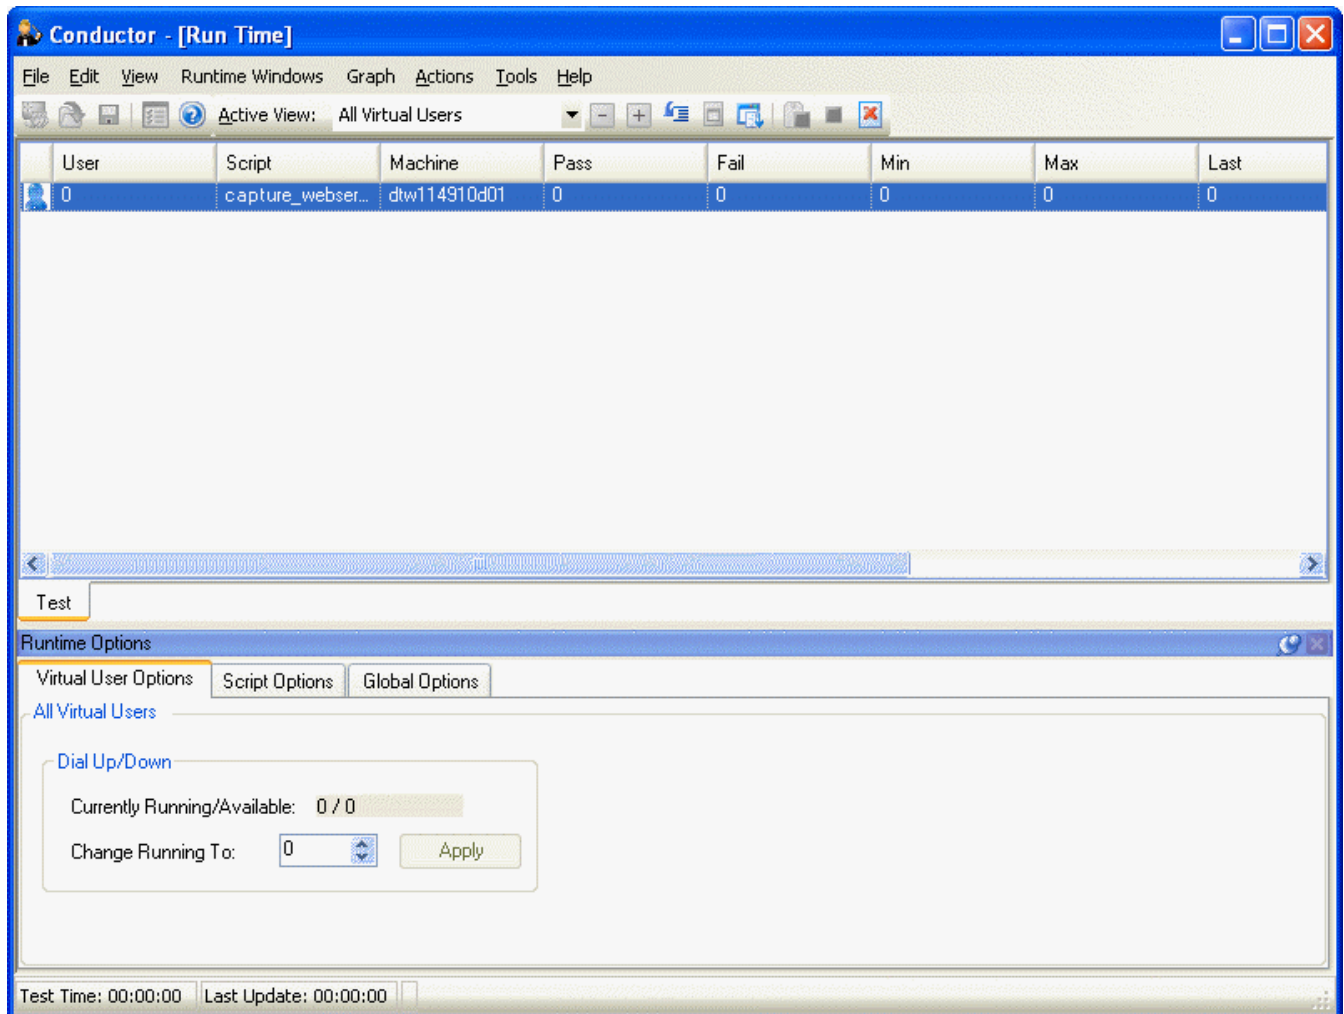 Conductor - [Run Time]
File Edit View Runtime Windows Graph Actions Tools Help
Active View: All Virtual Users
User Script Machine Pass Fail Min Max Last
0 capture_webser... dtw114910d01 0 0 0 0 0
Test
Runtime Options
Virtual User Options Script Options Global Options
All Virtual Users
Dial Up/Down
Currently Running/Available: 0 / 0
Change Running To: 0 Apply
Test Time: 00:00:00 Last Update: 00:00:00